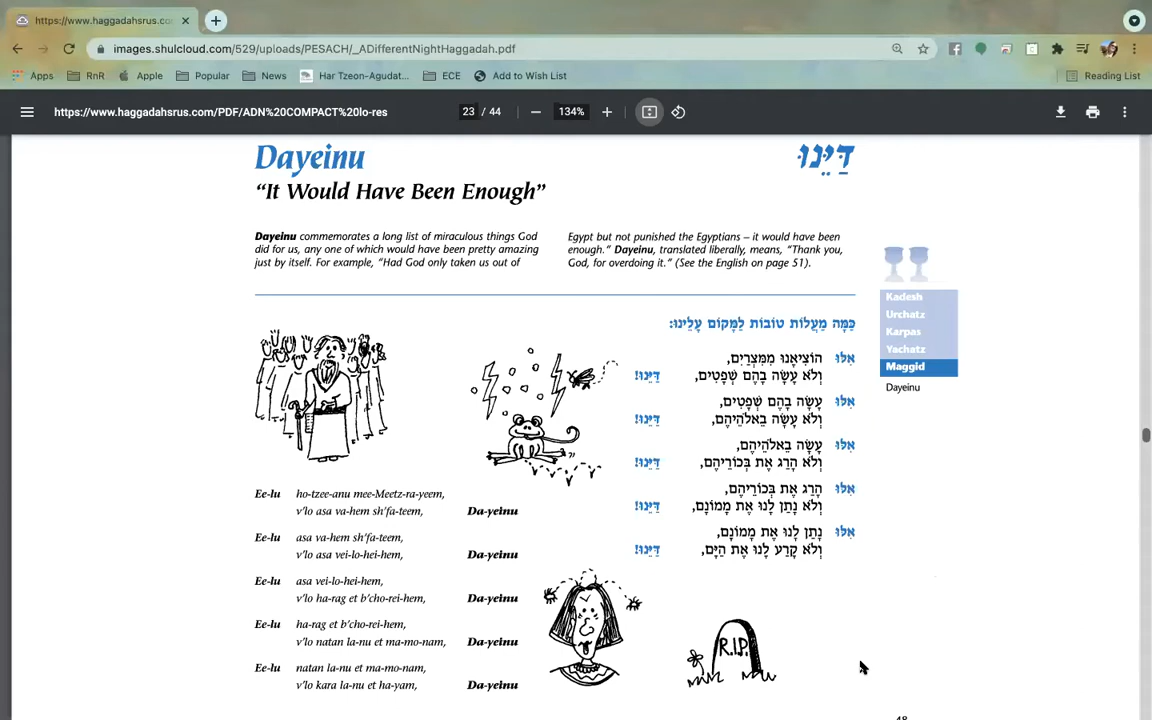 https://www.haggadahsrus.co
images.shulcloud.com/529/uploads/PESACH/_ADifferentNightHaggadah.pdf
Apps RnR Apple Popular News Har Tzeon-Agudat... ECE Add to Wish List Reading List
https://www.haggadahsrus.com/PDF/ADN%20COMPACT%20lo-res 23 / 44 134%
Dayeinu
דַּיֵּנוּ
“It Would Have Been Enough”
Dayeinu commemorates a long list of miraculous things God
did for us, any one of which would have been pretty amazing
just by itself. For example, “Had God only taken us out of
Egypt but not punished the Egyptians – it would have been
enough.” Dayeinu, translated liberally, means, “Thank you,
God, for overdoing it.” (See the English on page 51).
Kadesh
Urchatz
Karpas
Yachatz
Maggid
Dayeinu
כַּמָּה מַעֲלוֹת טוֹבוֹת לַמָּקוֹם עָלֵינוּ:
אִלּוּ הוֹצִיאָנוּ מִמִּצְרַיִם,
וְלֹא עָשָׂה בָהֶם שְׁפָטִים, דַּיֵּנוּ!
אִלּוּ עָשָׂה בָהֶם שְׁפָטִים,
וְלֹא עָשָׂה בֵאלֹהֵיהֶם, דַּיֵּנוּ!
אִלּוּ עָשָׂה בֵאלֹהֵיהֶם,
וְלֹא הָרַג אֶת בְּכוֹרֵיהֶם, דַּיֵּנוּ!
אִלּוּ הָרַג אֶת בְּכוֹרֵיהֶם,
וְלֹא נָתַן לָנוּ אֶת מָמוֹנָם, דַּיֵּנוּ!
אִלּוּ נָתַן לָנוּ אֶת מָמוֹנָם,
וְלֹא קָרַע לָנוּ אֶת הַיָּם, דַּיֵּנוּ!
Ee-lu ho-tzee-anu mee-Meetz-ra-yeem,
v’lo asa va-hem sh’fa-teem, Da-yeinu
Ee-lu asa va-hem sh’fa-teem,
v’lo asa vei-lo-hei-hem, Da-yeinu
Ee-lu asa vei-lo-hei-hem,
v’lo ha-rag et b’cho-rei-hem, Da-yeinu
Ee-lu ha-rag et b’cho-rei-hem,
v’lo natan la-nu et ma-mo-nam, Da-yeinu
Ee-lu natan la-nu et ma-mo-nam,
v’lo kara la-nu et ha-yam, Da-yeinu
R.I.P.